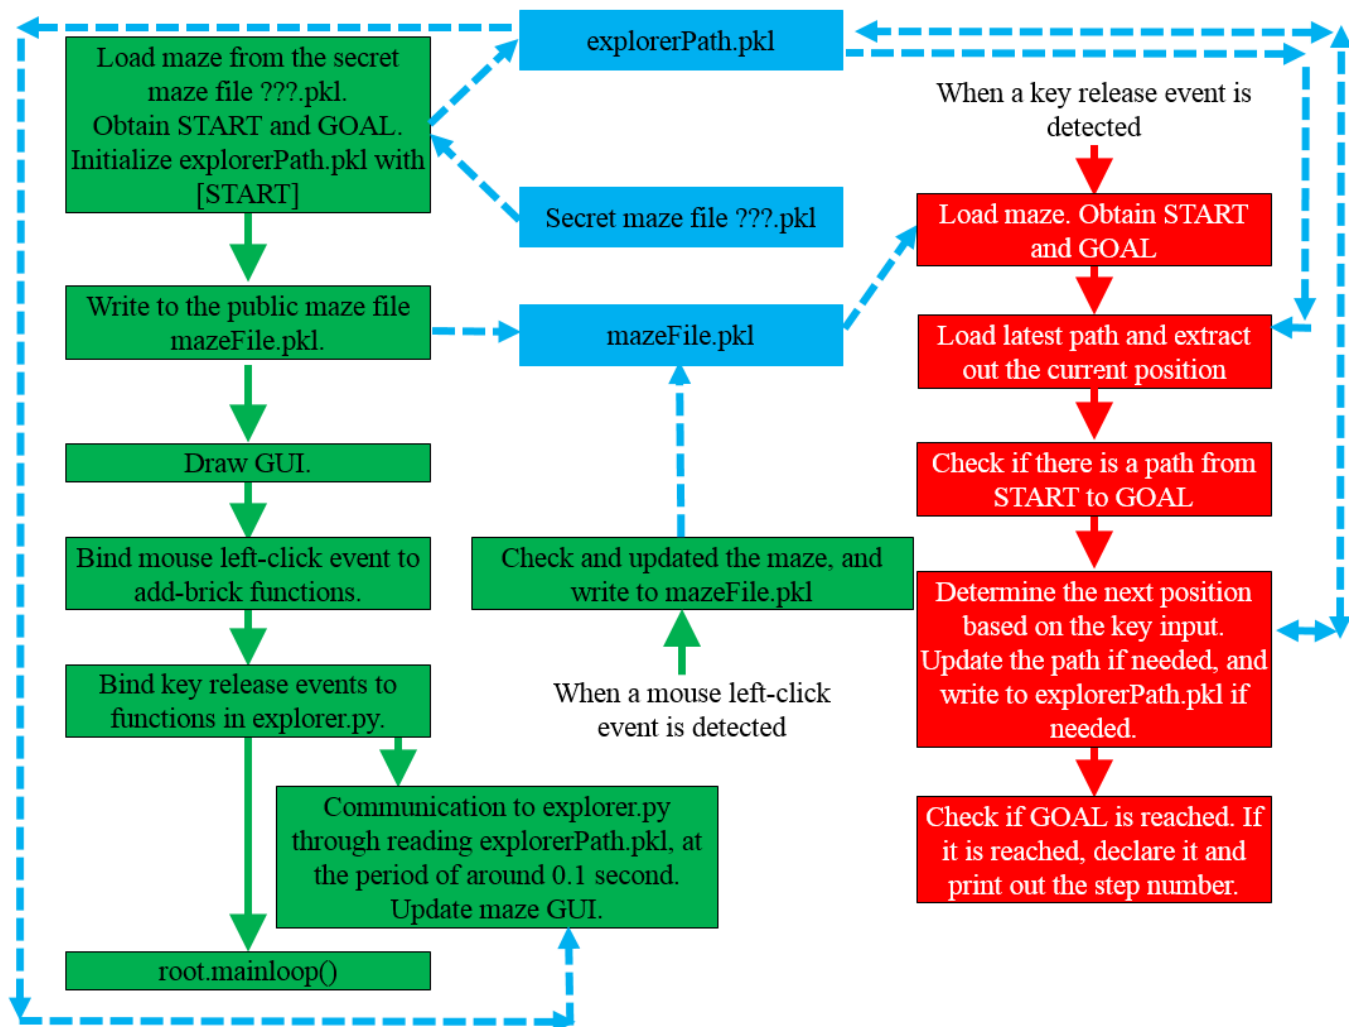 explorerPath.pkl
Load maze from the secret
maze file ???.pkl.
Obtain START and GOAL.
Initialize explorerPath.pkl with
[START]
Secret maze file ???.pkl
Write to the public maze file
mazeFile.pkl.
mazeFile.pkl
Draw GUI.
Bind mouse left-click event to
add-brick functions.
Check and updated the maze, and
write to mazeFile.pkl
When a mouse left-click
event is detected
Bind key release events to
functions in explorer.py.
Communication to explorer.py
through reading explorerPath.pkl, at
the period of around 0.1 second.
Update maze GUI.
root.mainloop()
When a key release event is
detected
Load maze. Obtain START
and GOAL
Load latest path and extract
out the current position
Check if there is a path from
START to GOAL
Determine the next position
based on the key input.
Update the path if needed, and
write to explorerPath.pkl if
needed.
Check if GOAL is reached. If
it is reached, declare it and
print out the step number.